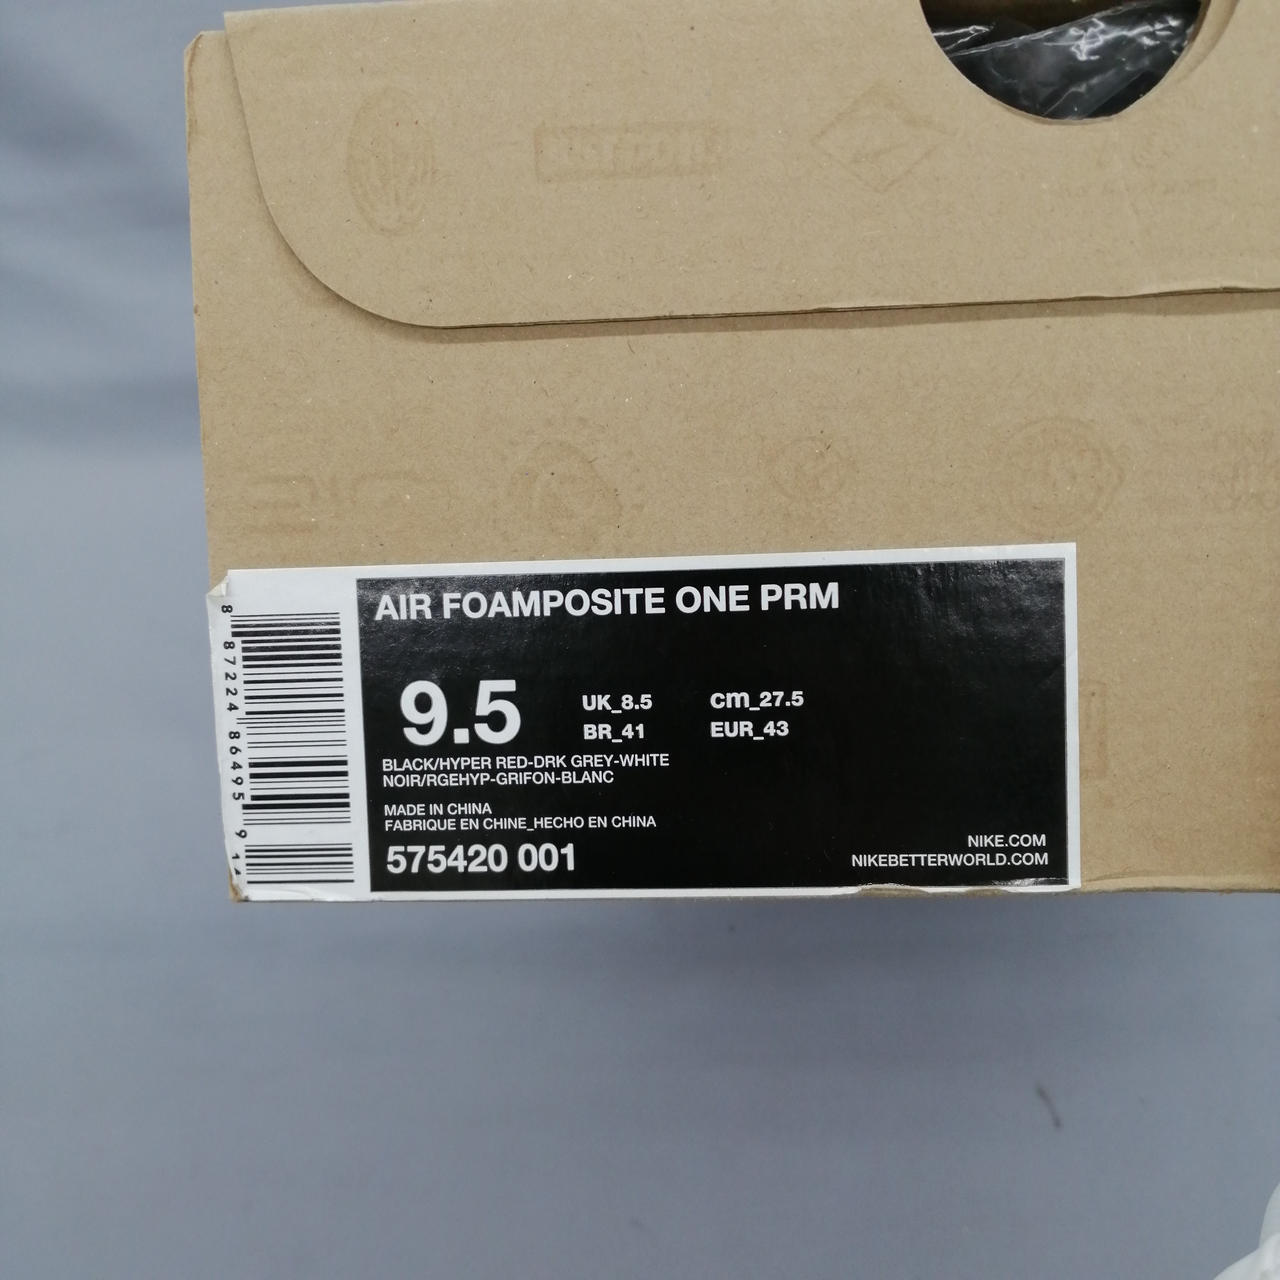 AIR FOAMPOSITE ONE PRM
9.5
UK_8.5 cm_27.5
BR_41 EUR_43
BLACK/HYPER RED-DRK GREY-WHITE
NOIR/RGEHYP-GRIFON-BLANC
MADE IN CHINA
FABRIQUE EN CHINE_HECHO EN CHINA
575420 001
NIKE.COM
NIKEBETTERWORLD.COM
8 87224 86495 9